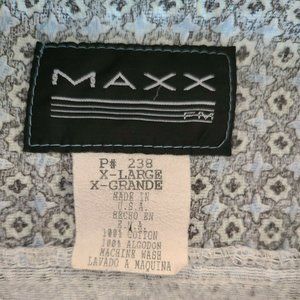 MAXX
P# 238
X-LARGE
X-GRANDE
MADE IN
U.S.A.
HECHO EN
E.U.A.
100% COTTON
100% ALGODON
MACHINE WASH
LAVADO A MAQUINA